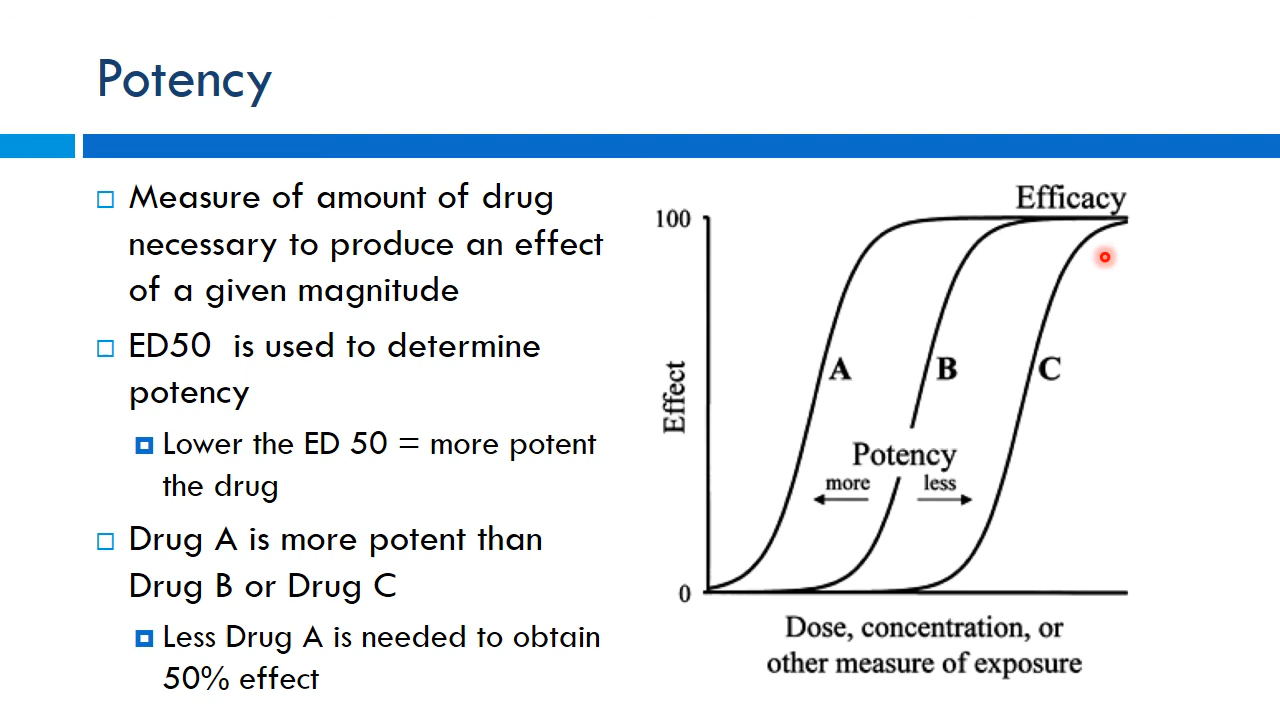 Potency
Measure of amount of drug
necessary to produce an effect
of a given magnitude
ED50 is used to determine
potency
Lower the ED 50 = more potent
the drug
Drug A is more potent than
Drug B or Drug C
Less Drug A is needed to obtain
50% effect
Efficacy
100
A
B
C
Effect
Potency
more
less
0
Dose, concentration, or
other measure of exposure